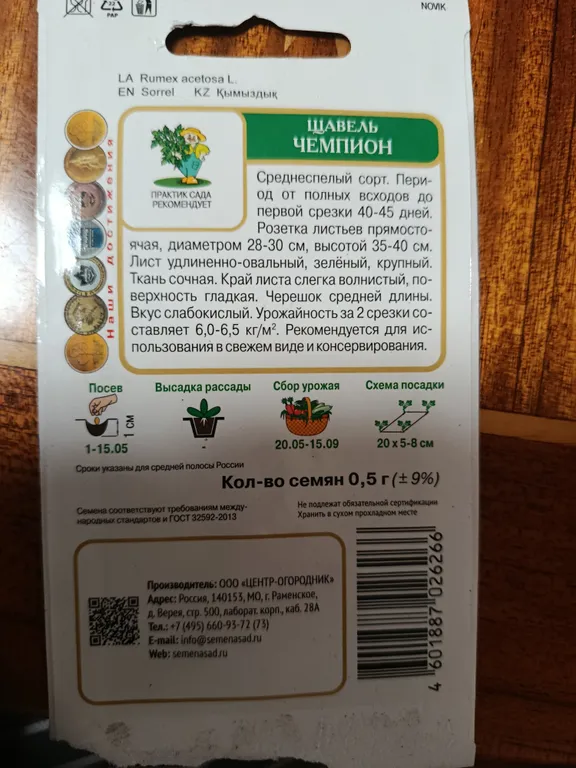 NOVIK
PAP
LA Rumex acetosa L.
EN Sorrel KZ Қымыздық
Наши достижения
ПРАКТИК САДА
РЕКОМЕНДУЕТ
ЩАВЕЛЬ
ЧЕМПИОН
Среднеспелый сорт. Пери-
од от полных всходов до
первой срезки 40-45 дней.
Розетка листьев прямосто-
ячая, диаметром 28-30 см, высотой 35-40 см.
Лист удлиненно-овальный, зелёный, крупный.
Ткань сочная. Край листа слегка волнистый, по-
верхность гладкая. Черешок средней длины.
Вкус слабокислый. Урожайность за 2 срезки со-
ставляет 6,0-6,5 кг/м². Рекомендуется для ис-
пользования в свежем виде и консервирования.
Посев
1 см
1-15.05
Высадка рассады
-
Сбор урожая
20.05-15.09
Схема посадки
20 x 5-8 см
Сроки указаны для средней полосы России
Кол-во семян 0,5 г (± 9%)
Семена соответствуют требованиям между-
народных стандартов и ГОСТ 32592-2013
Не подлежат обязательной сертификации
Хранить в сухом прохладном месте
Производитель: ООО «ЦЕНТР-ОГОРОДНИК»
Адрес: Россия, 140153, МО, г. Раменское,
д. Верея, стр. 500, лаборат. корп., каб. 28А
Тел.: +7 (495) 660-93-72 (73)
E-mail: info@semenasad.ru
Web: semenasad.ru
4 601887 026266